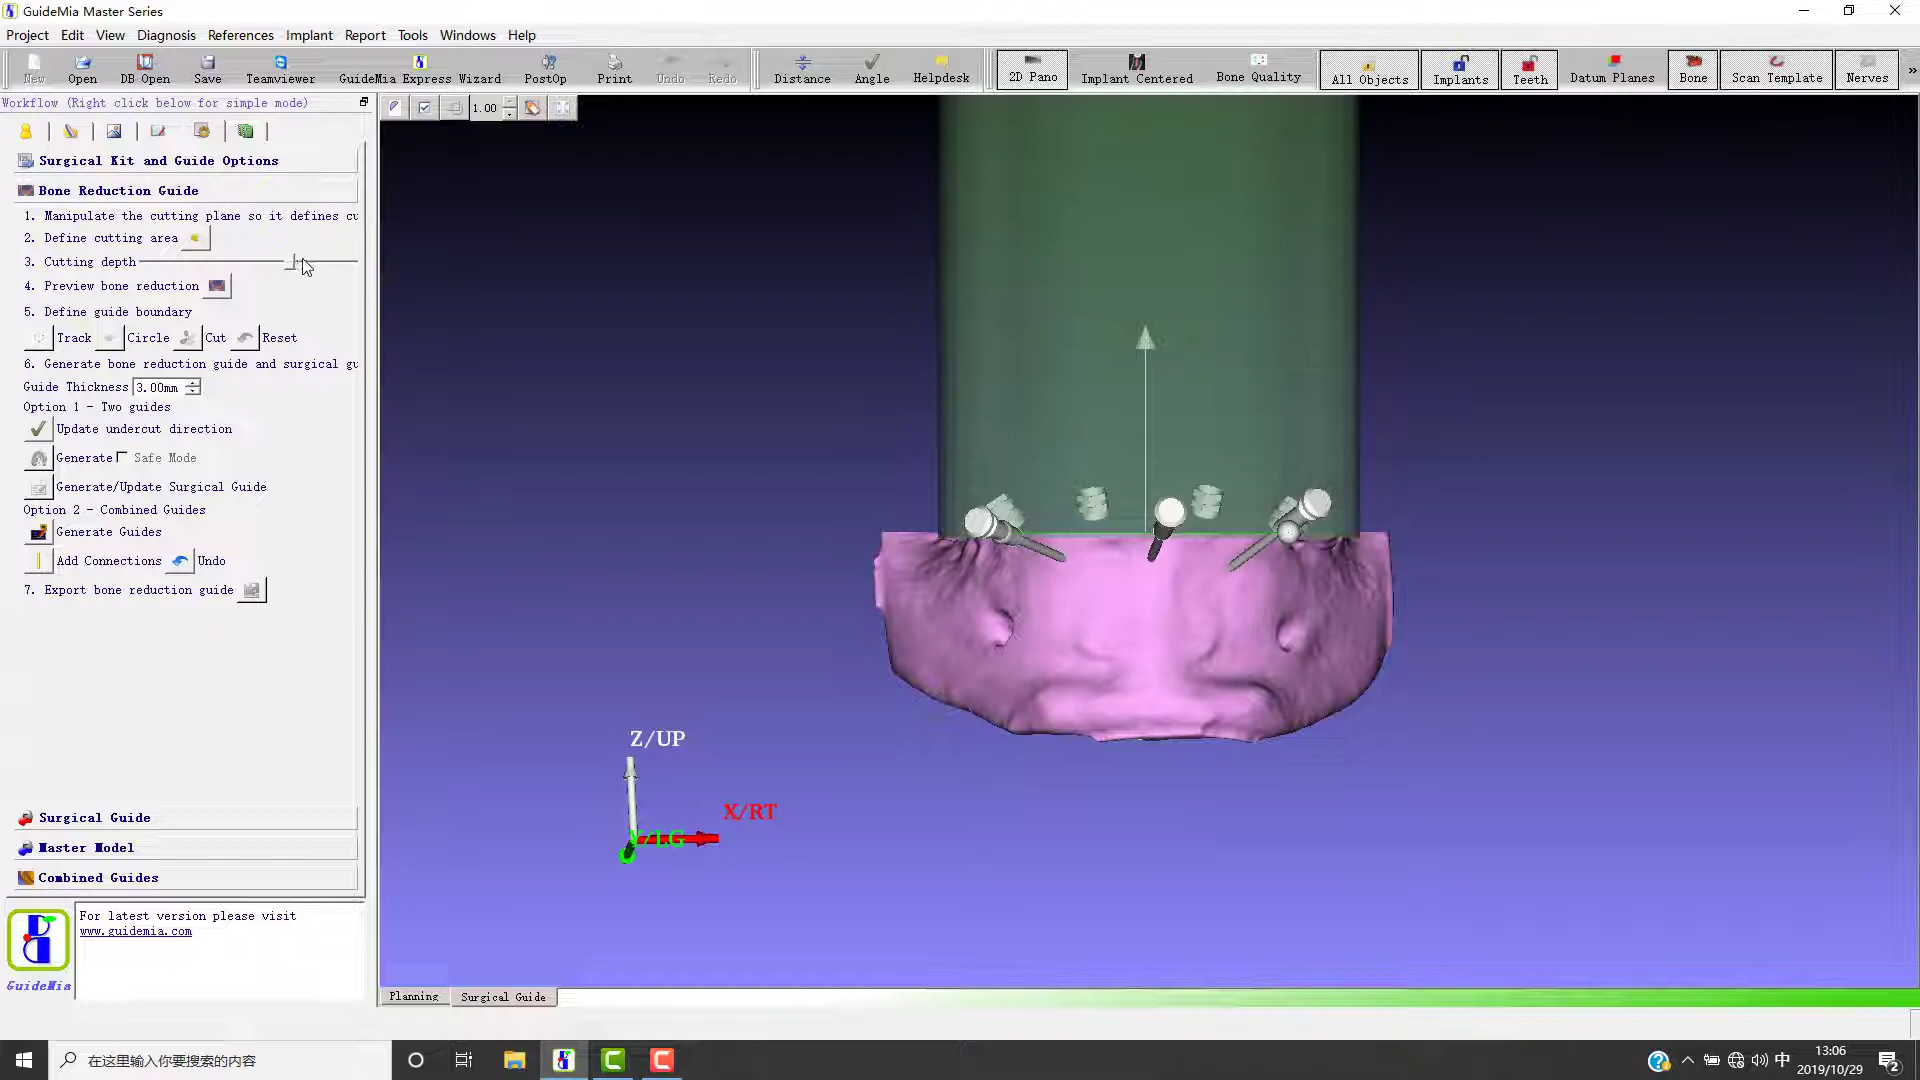 GuideMia Master Series
Project Edit View Diagnosis References Implant Report Tools Windows Help
New Open DB Open Save Teamviewer GuideMia Express Wizard PostOp Print Undo Redo Distance Angle Helpdesk 2D Pano Implant Centered Bone Quality All Objects Implants Teeth Datum Planes Bone Scan Template Nerves »
Workflow (Right click below for simple mode)
1.00
Surgical Kit and Guide Options
Bone Reduction Guide
1. Manipulate the cutting plane so it defines cu
2. Define cutting area
3. Cutting depth
4. Preview bone reduction
5. Define guide boundary
Track Circle Cut Reset
6. Generate bone reduction guide and surgical gu
Guide Thickness 3.00mm
Option 1 - Two guides
Update undercut direction
Generate Safe Mode
Generate/Update Surgical Guide
Option 2 - Combined Guides
Generate Guides
Add Connections Undo
7. Export bone reduction guide
Surgical Guide
Master Model
Combined Guides
For latest version please visit
www.guidemia.com
GuideMia
Z/UP
X/RT
Y/LG
Planning Surgical Guide
在这里输入你要搜索的内容
中
13:06
2019/10/29
2